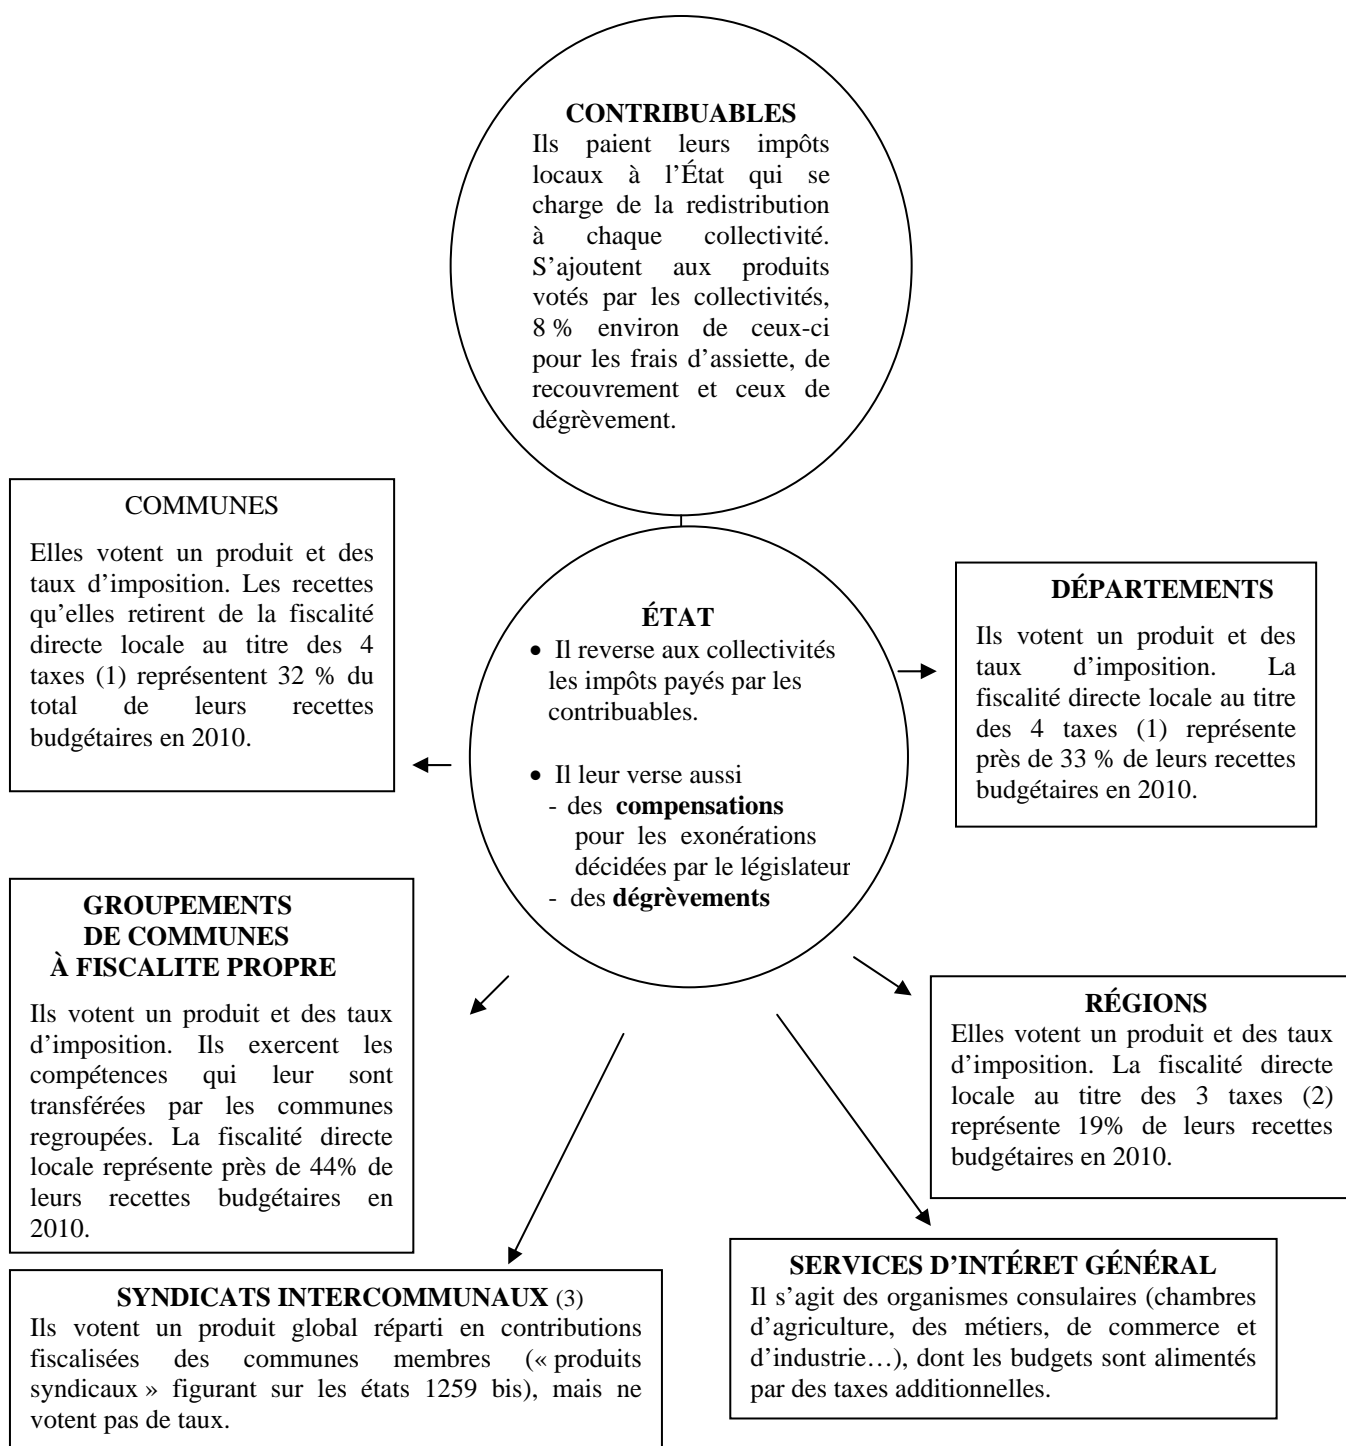 CONTRIBUABLES
Ils paient leurs impôts
locaux à l’État qui se
charge de la redistribution
à chaque collectivité.
S’ajoutent aux produits
votés par les collectivités,
8 % environ de ceux-ci
pour les frais d’assiette, de
recouvrement et ceux de
dégrèvement.
COMMUNES
Elles votent un produit et des
taux d’imposition. Les recettes
qu’elles retirent de la fiscalité
directe locale au titre des 4
taxes (1) représentent 32 % du
total de leurs recettes
budgétaires en 2010.
ÉTAT
• Il reverse aux collectivités
les impôts payés par les
contribuables.
• Il leur verse aussi
- des compensations
pour les exonérations
décidées par le législateur
- des dégrèvements
DÉPARTEMENTS
Ils votent un produit et des
taux d’imposition. La
fiscalité directe locale au titre
des 4 taxes (1) représente
près de 33 % de leurs recettes
budgétaires en 2010.
GROUPEMENTS
DE COMMUNES
À FISCALITE PROPRE
Ils votent un produit et des taux
d’imposition. Ils exercent les
compétences qui leur sont
transférées par les communes
regroupées. La fiscalité directe
locale représente près de 44% de
leurs recettes budgétaires en
2010.
RÉGIONS
Elles votent un produit et des taux
d’imposition. La fiscalité directe
locale au titre des 3 taxes (2)
représente 19% de leurs recettes
budgétaires en 2010.
SYNDICATS INTERCOMMUNAUX (3)
Ils votent un produit global réparti en contributions
fiscalisées des communes membres (« produits
syndicaux » figurant sur les états 1259 bis), mais ne
votent pas de taux.
SERVICES D’INTÉRET GÉNÉRAL
Il s’agit des organismes consulaires (chambres
d’agriculture, des métiers, de commerce et
d’industrie…), dont les budgets sont alimentés
par des taxes additionnelles.